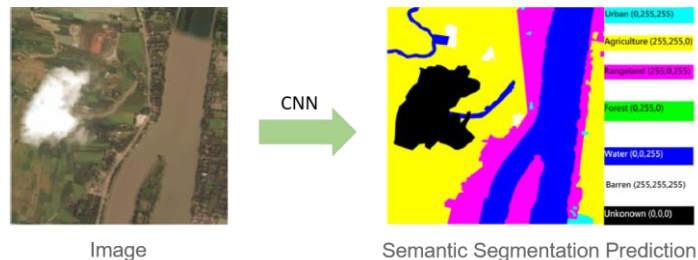 CNN
Urban (0,255,255)
Agriculture (255,255,0)
Rangeland (255,0,255)
Forest (0,255,0)
Water (0,0,255)
Barren (255,255,255)
Unkonown (0,0,0)
Image
Semantic Segmentation Prediction